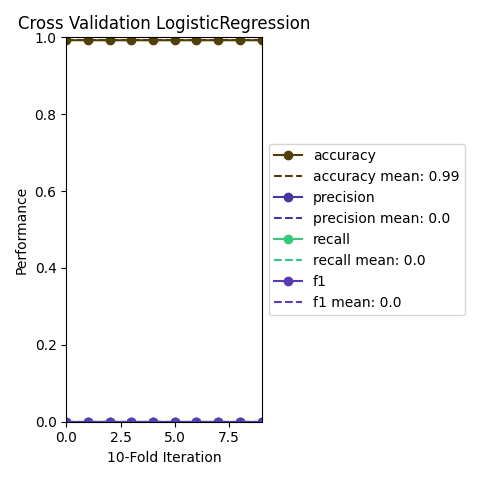 Cross Validation LogisticRegression
1.0
0.8
0.6
0.4
0.2
0.0
Performance
0.0 2.5 5.0 7.5
10-Fold Iteration
accuracy
accuracy mean: 0.99
precision
precision mean: 0.0
recall
recall mean: 0.0
f1
f1 mean: 0.0